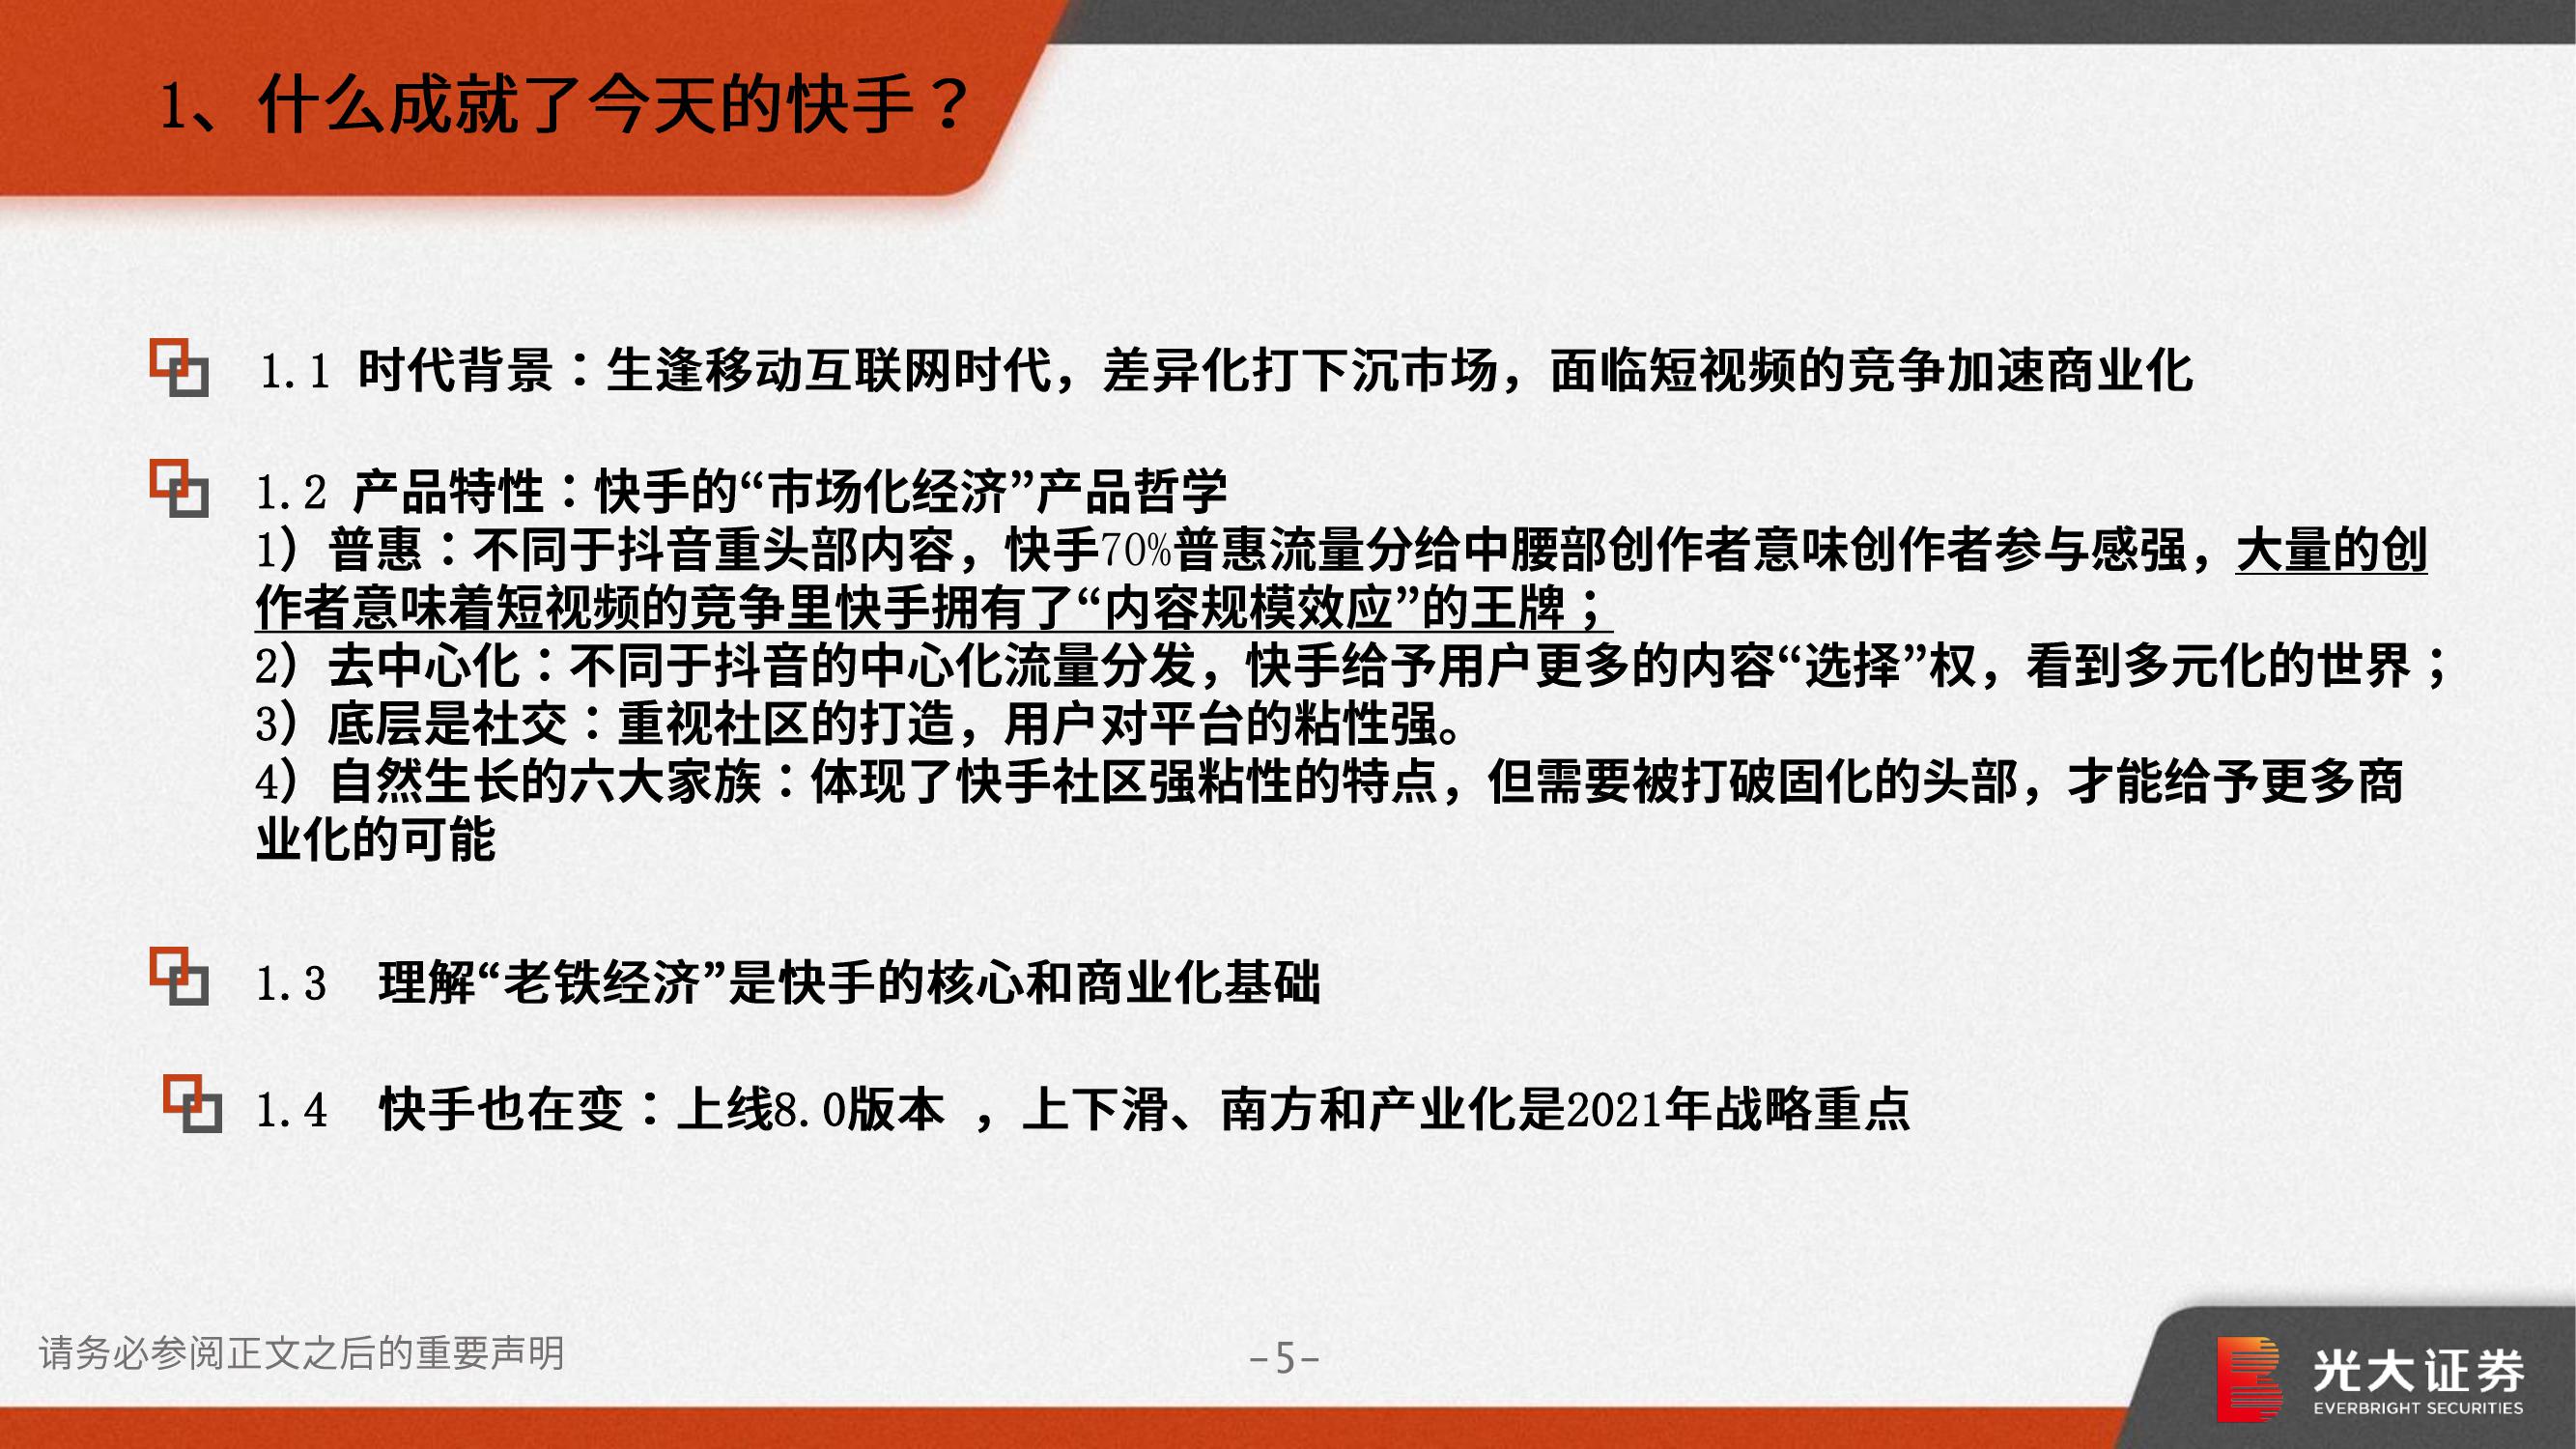 1、什么成就了今天的快手？
1.1 时代背景：生逢移动互联网时代，差异化打下沉市场，面临短视频的竞争加速商业化
1.2 产品特性：快手的“市场化经济”产品哲学
1）普惠：不同于抖音重头部内容，快手70%普惠流量分给中腰部创作者意味创作者参与感强，大量的创
作者意味着短视频的竞争里快手拥有了“内容规模效应”的王牌；
2）去中心化：不同于抖音的中心化流量分发，快手给予用户更多的内容“选择”权，看到多元化的世界；
3）底层是社交：重视社区的打造，用户对平台的粘性强。
4）自然生长的六大家族：体现了快手社区强粘性的特点，但需要被打破固化的头部，才能给予更多商
业化的可能
1.3 理解“老铁经济”是快手的核心和商业化基础
1.4 快手也在变：上线8.0版本 ，上下滑、南方和产业化是2021年战略重点
请务必参阅正文之后的重要声明
-5-
光大证券
EVERBRIGHT SECURITIES